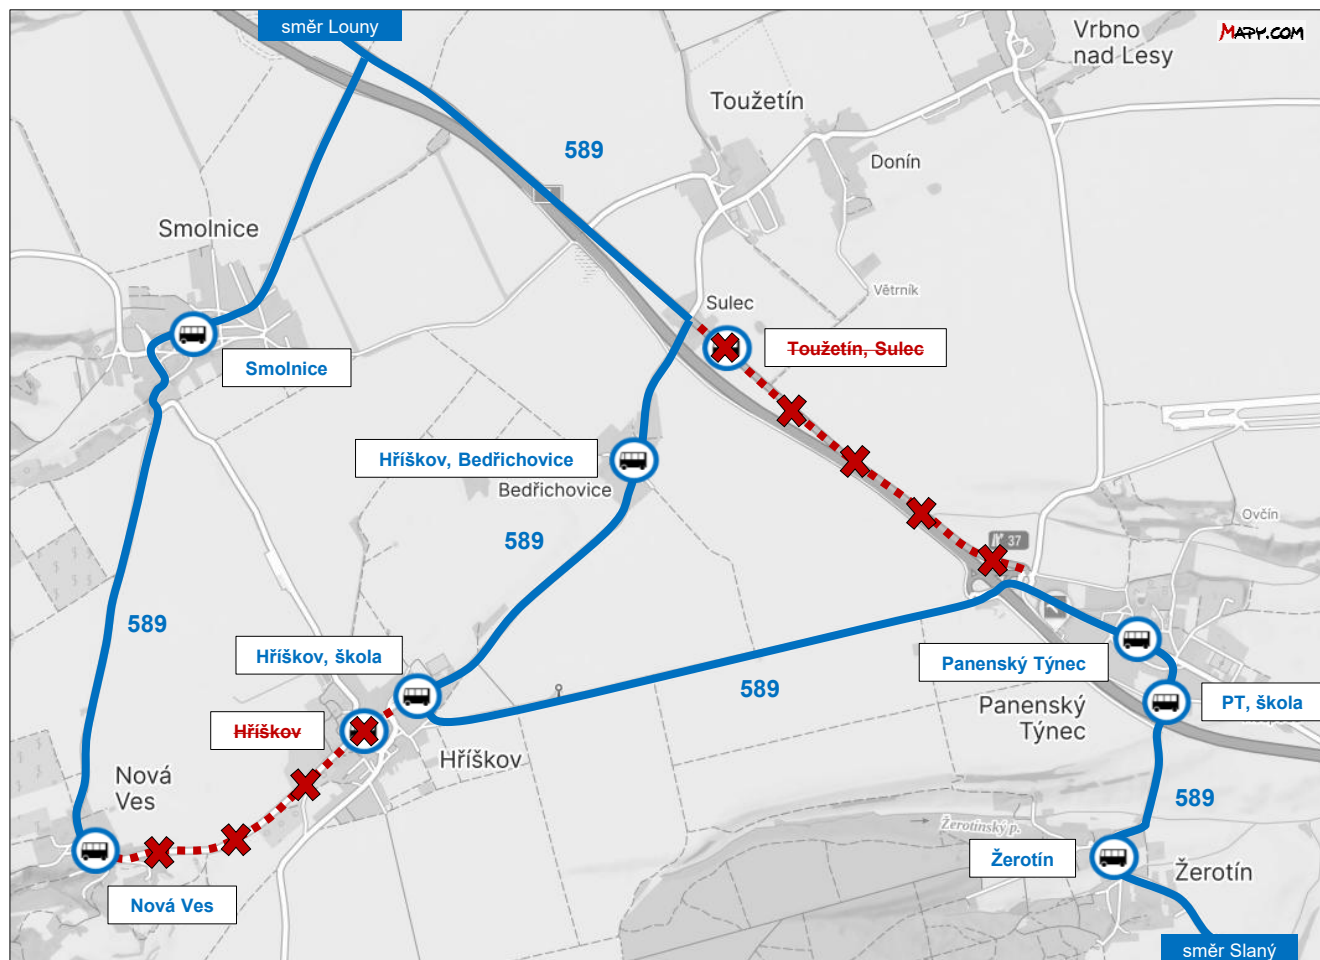 směr Louny
Vrbno
nad Lesy
MAPY.COM
Toužetín
589
Donín
Smolnice
Větrník
Sulec
Toužetín, Sulec
Smolnice
Hříškov, Bedřichovice
Bedřichovice
Ovčín
589
37
589
Hříškov, škola
Panenský Týnec
589
PT, škola
Panenský
Týnec
Hříškov
Hříškov
Nová
Ves
589
Žerotínský p.
Žerotín
Žerotín
Nová Ves
směr Slaný